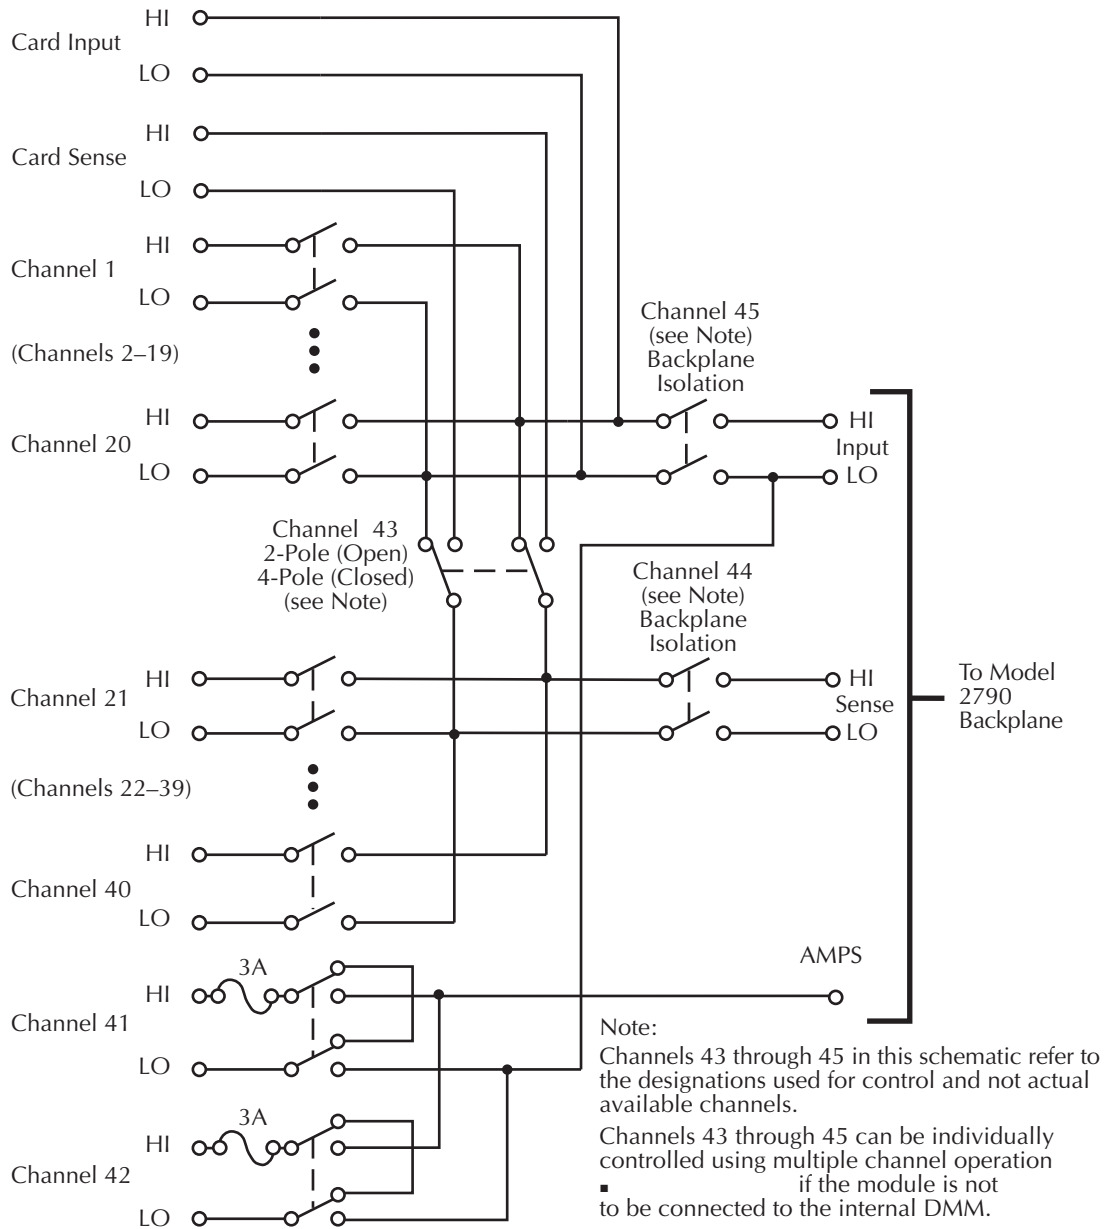 HI
Card Input
LO
HI
Card Sense
LO
HI
Channel 1
LO
(Channels 2–19)
HI
Channel 20
LO
Channel 45
(see Note)
Backplane
Isolation
HI
Input
LO
Channel 43
2-Pole (Open)
4-Pole (Closed)
(see Note)
Channel 44
(see Note)
Backplane
Isolation
HI
Channel 21
LO
HI
Sense
LO
To Model
2790
Backplane
(Channels 22–39)
HI
Channel 40
LO
AMPS
3A
HI
Channel 41
LO
3A
HI
Channel 42
LO
Note:
Channels 43 through 45 in this schematic refer to
the designations used for control and not actual
available channels.
Channels 43 through 45 can be individually
controlled using multiple channel operation
if the module is not
to be connected to the internal DMM.